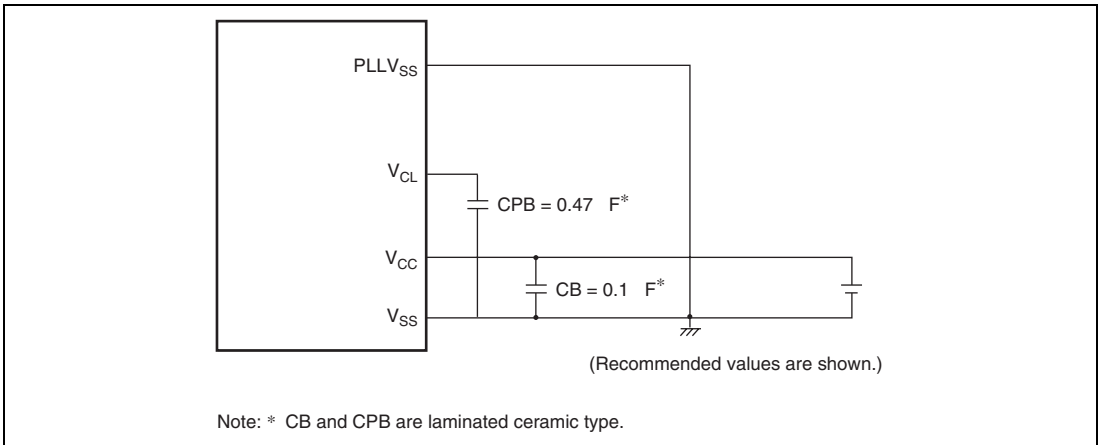 PLLVSS
VCL
CPB = 0.47 F*
VCC
CB = 0.1 F*
VSS
(Recommended values are shown.)
Note: * CB and CPB are laminated ceramic type.